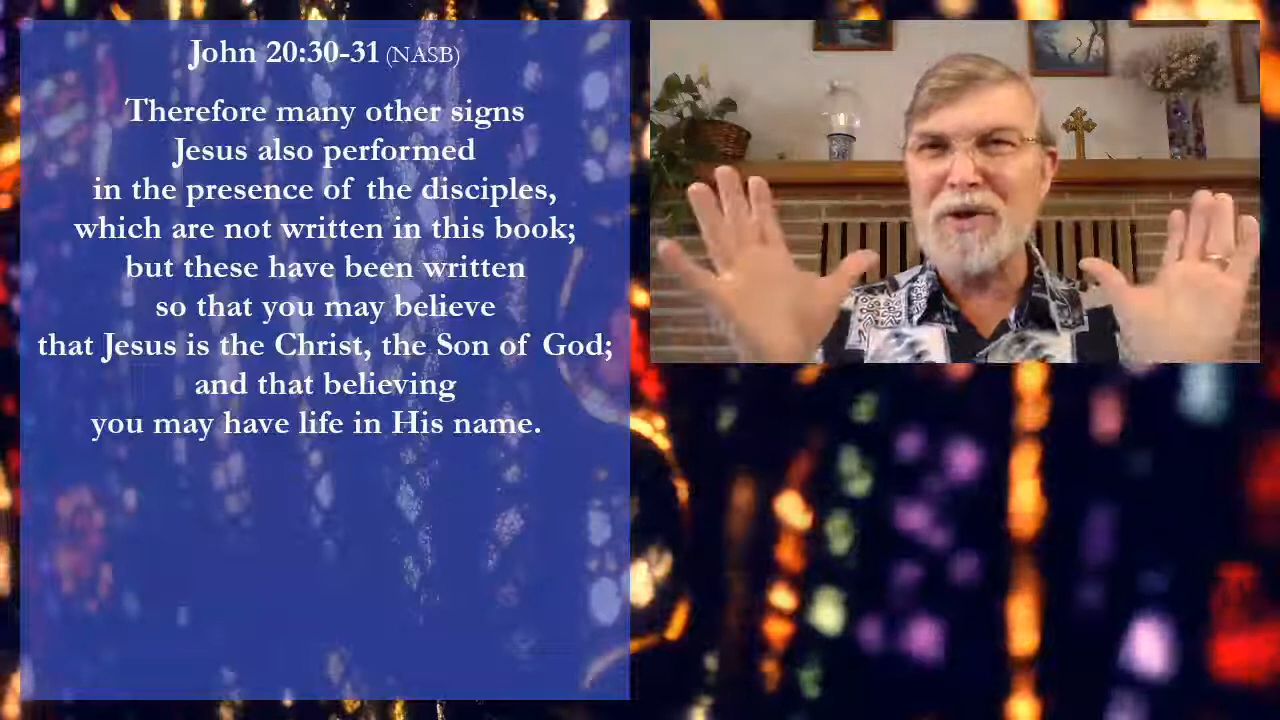 John 20:30-31 (NASB)
Therefore many other signs
Jesus also performed
in the presence of the disciples,
which are not written in this book;
but these have been written
so that you may believe
that Jesus is the Christ, the Son of God;
and that believing
you may have life in His name.